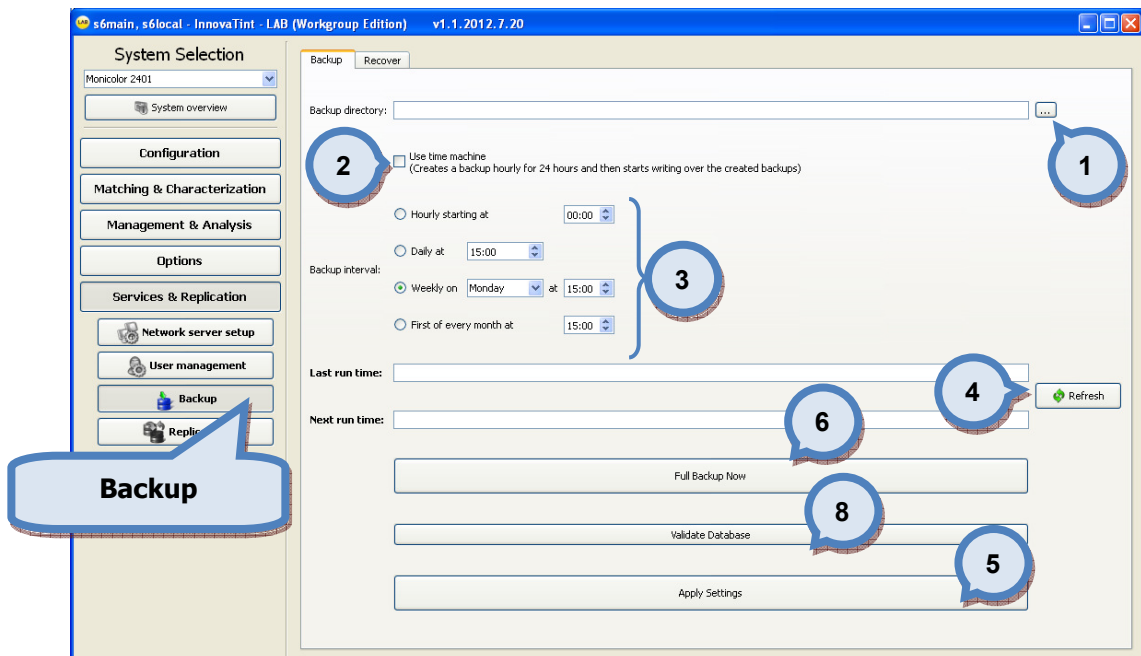 s6main, s6local - InnovaTint - LAB (Workgroup Edition) v1.1.2012.7.20
System Selection
Monicolor 2401
System overview
Configuration
Matching & Characterization
Management & Analysis
Options
Services & Replication
Network server setup
User management
Backup
Backup
Backup Recover
Backup directory: ...
1
2
Use time machine
(Creates a backup hourly for 24 hours and then starts writing over the created backups)
Hourly starting at 00:00
Daily at 15:00
Backup interval:
3
Weekly on Monday at 15:00
First of every month at 15:00
Last run time:
4
Refresh
Next run time:
6
Full Backup Now
8
Validate Database
5
Apply Settings